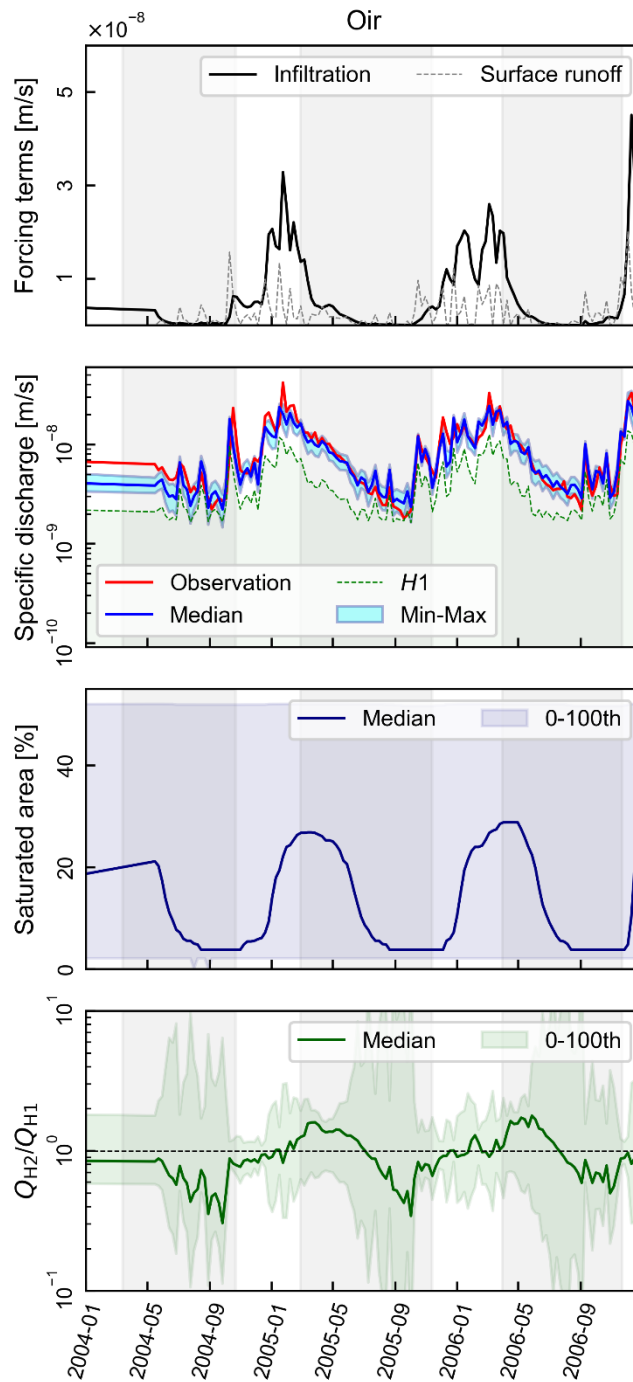 Oir
×10⁻⁸
Forcing terms [m/s]
5
3
1
Infiltration
Surface runoff
Specific discharge [m/s]
10⁻⁸
10⁻⁹
10⁻¹⁰
Observation
H1
Median
Min-Max
Saturated area [%]
40
20
0
Median
0-100th
Q_H2/Q_H1
10¹
10⁰
10⁻¹
Median
0-100th
2004-01
2004-05
2004-09
2005-01
2005-05
2005-09
2006-01
2006-05
2006-09